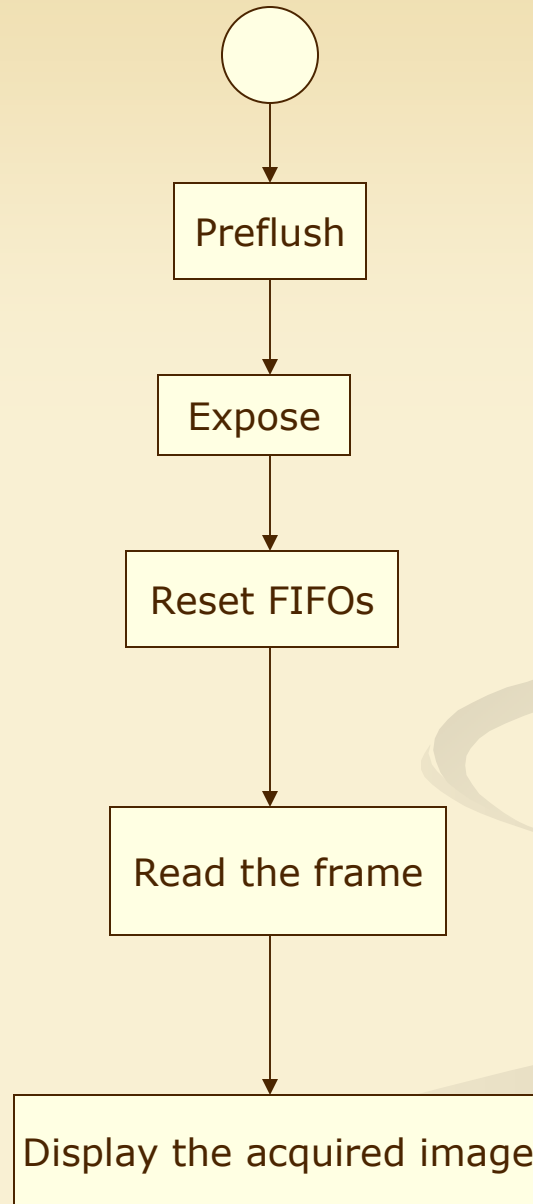 Preflush
Expose
Reset FIFOs
Read the frame
Display the acquired image